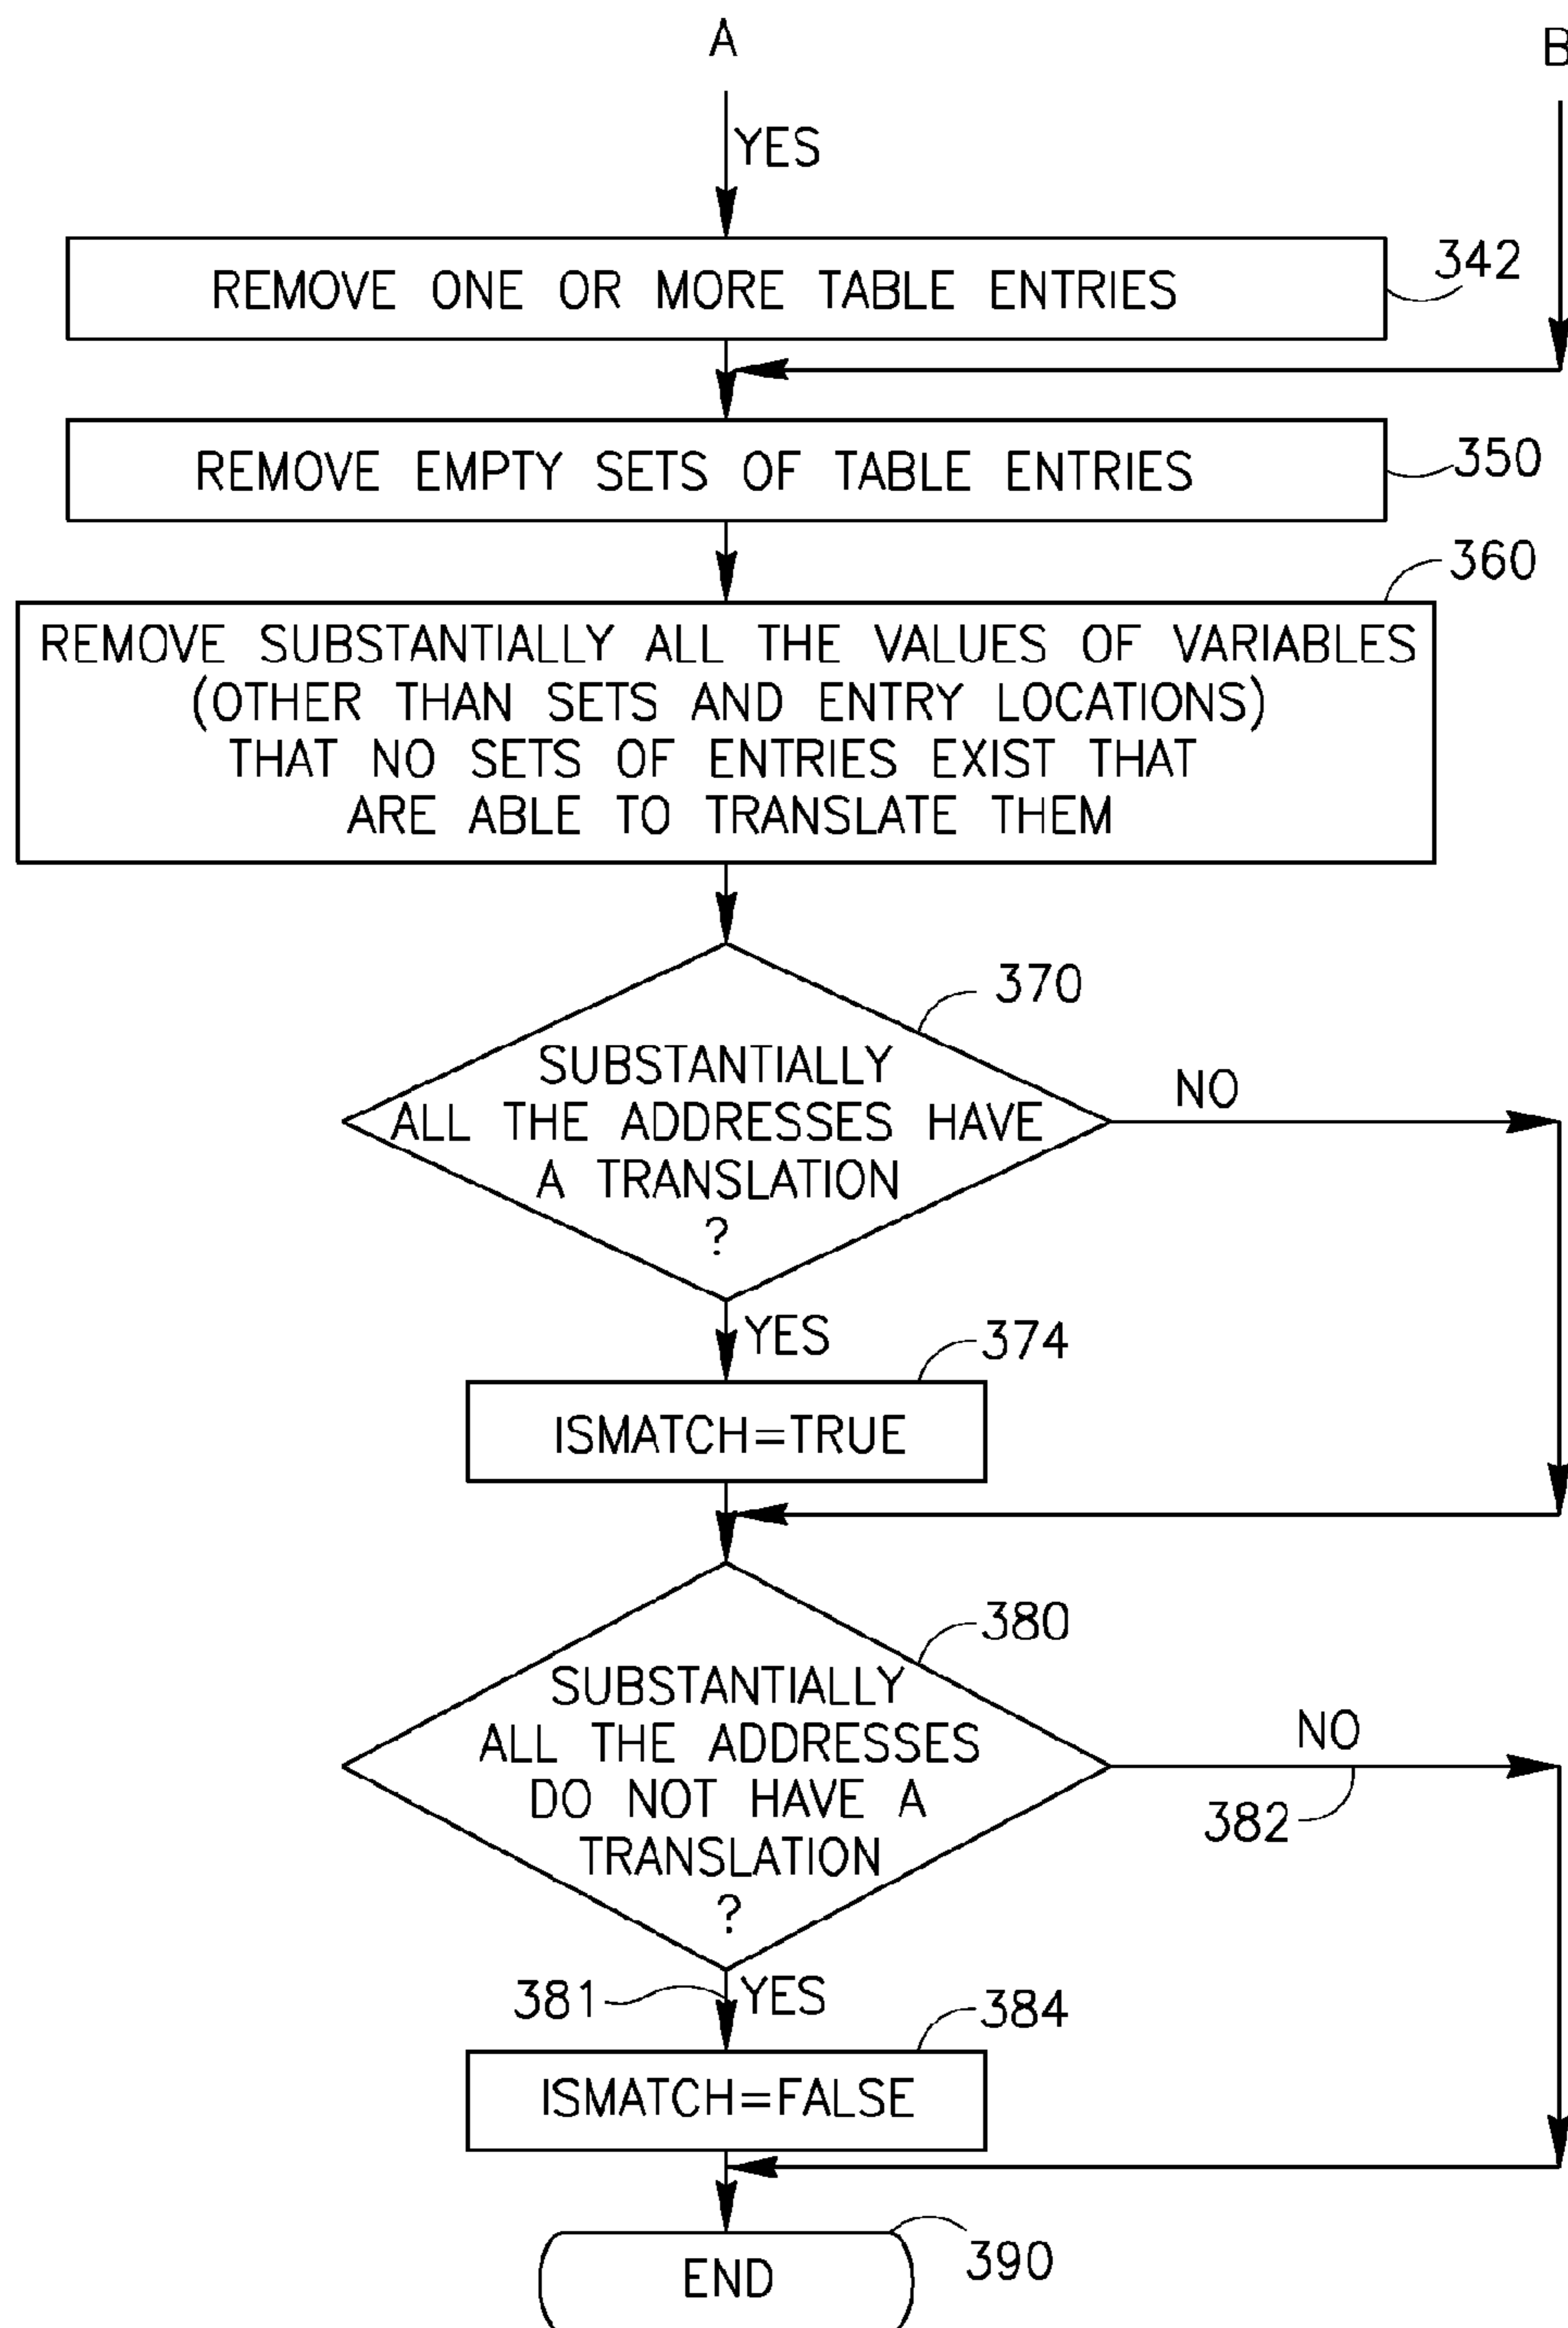 A
B
YES
REMOVE ONE OR MORE TABLE ENTRIES
342
REMOVE EMPTY SETS OF TABLE ENTRIES
350
360
REMOVE SUBSTANTIALLY ALL THE VALUES OF VARIABLES
(OTHER THAN SETS AND ENTRY LOCATIONS)
THAT NO SETS OF ENTRIES EXIST THAT
ARE ABLE TO TRANSLATE THEM
370
SUBSTANTIALLY
ALL THE ADDRESSES HAVE
A TRANSLATION
?
NO
YES
374
ISMATCH=TRUE
380
SUBSTANTIALLY
ALL THE ADDRESSES
DO NOT HAVE A
TRANSLATION
?
NO
382
381
YES
384
ISMATCH=FALSE
END
390